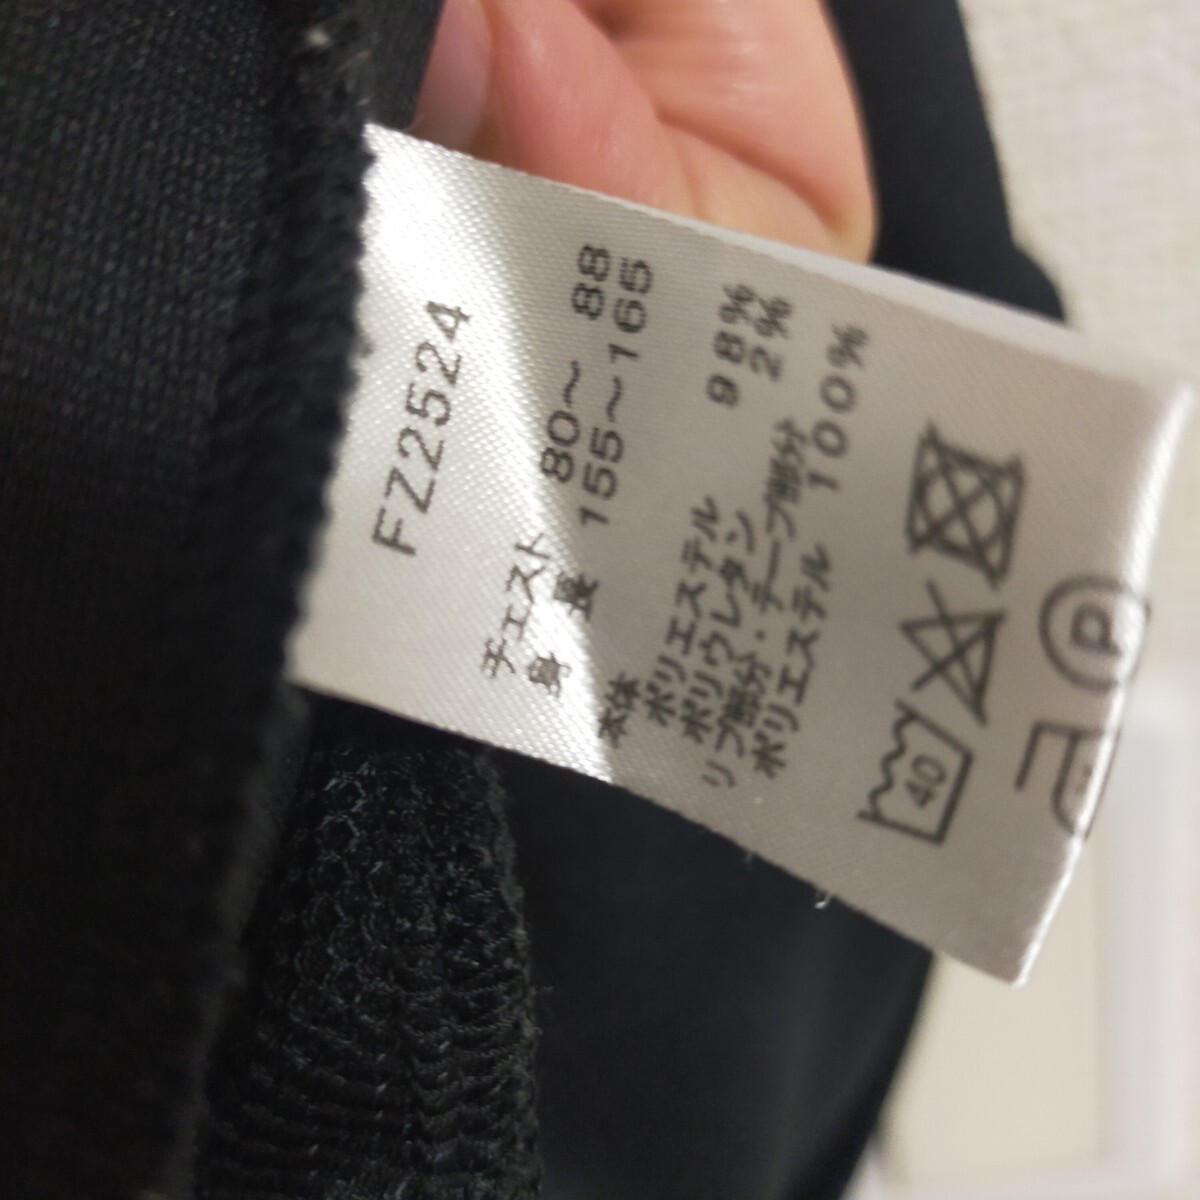 FZ2524
チェスト 80～ 88
身 長 155～165
本体
ポリエステル 98%
ポリウレタン 2%
リブ部分・テープ部分
ポリエステル 100%
40
P